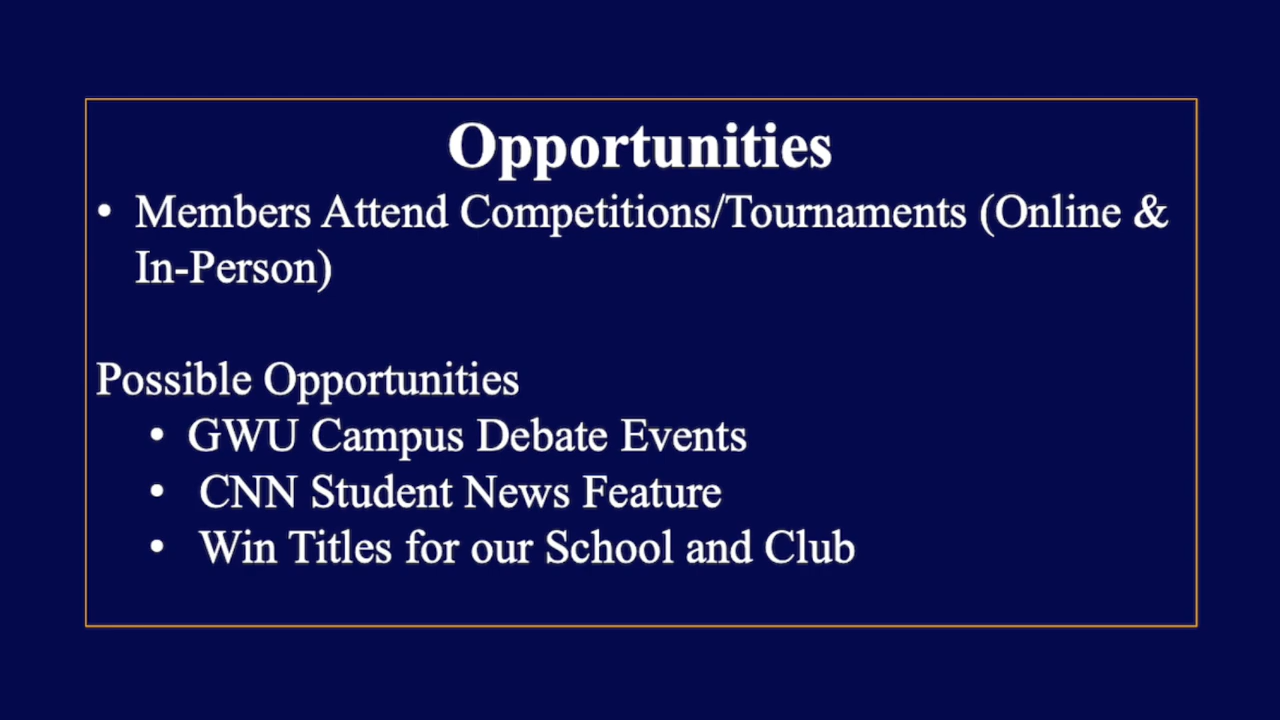 Opportunities
• Members Attend Competitions/Tournaments (Online &
In-Person)
Possible Opportunities
• GWU Campus Debate Events
• CNN Student News Feature
• Win Titles for our School and Club